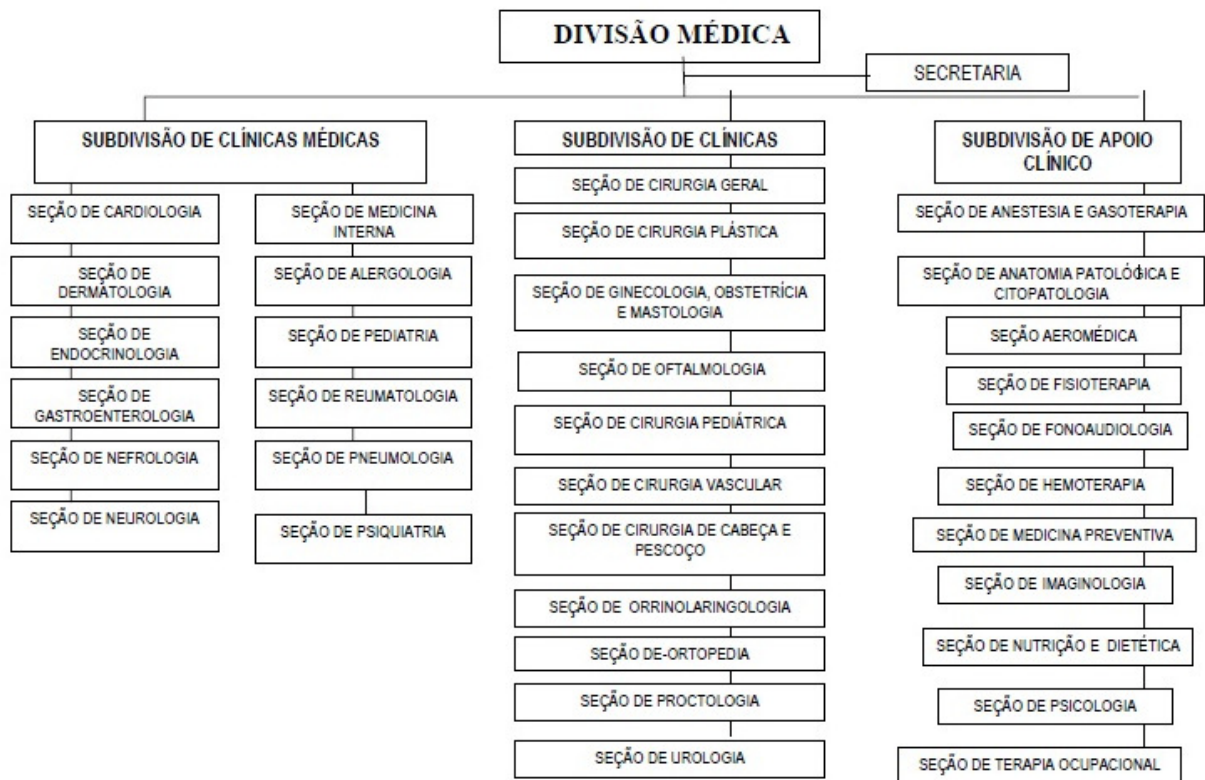 DIVISÃO MÉDICA
SECRETARIA
SUBDIVISÃO DE CLÍNICAS MÉDICAS
SEÇÃO DE CARDIOLOGIA
SEÇÃO DE
DERMATOLOGIA
SEÇÃO DE
ENDOCRINOLOGIA
SEÇÃO DE
GASTROENTEROLOGIA
SEÇÃO DE NEFROLOGIA
SEÇÃO DE NEUROLOGIA
SEÇÃO DE MEDICINA
INTERNA
SEÇÃO DE ALERGOLOGIA
SEÇÃO DE PEDIATRIA
SEÇÃO DE REUMATOLOGIA
SEÇÃO DE PNEUMOLOGIA
SEÇÃO DE PSIQUIATRIA
SUBDIVISÃO DE CLÍNICAS
SEÇÃO DE CIRURGIA GERAL
SEÇÃO DE CIRURGIA PLÁSTICA
SEÇÃO DE GINECOLOGIA, OBSTETRÍCIA
E MASTOLOGIA
SEÇÃO DE OFTALMOLOGIA
SEÇÃO DE CIRURGIA PEDIÁTRICA
SEÇÃO DE CIRURGIA VASCULAR
SEÇÃO DE CIRURGIA DE CABEÇA E
PESCOÇO
SEÇÃO DE ORRINOLARINGOLOGIA
SEÇÃO DE-ORTOPEDIA
SEÇÃO DE PROCTOLOGIA
SEÇÃO DE UROLOGIA
SUBDIVISÃO DE APOIO
CLÍNICO
SEÇÃO DE ANESTESIA E GASOTERAPIA
SEÇÃO DE ANATOMIA PATOLÓGICA E
CITOPATOLOGIA
SEÇÃO AEROMÉDICA
SEÇÃO DE FISIOTERAPIA
SEÇÃO DE FONOAUDIOLOGIA
SEÇÃO DE HEMOTERAPIA
SEÇÃO DE MEDICINA PREVENTIVA
SEÇÃO DE IMAGINOLOGIA
SEÇÃO DE NUTRIÇÃO E DIETÉTICA
SEÇÃO DE PSICOLOGIA
SEÇÃO DE TERAPIA OCUPACIONAL